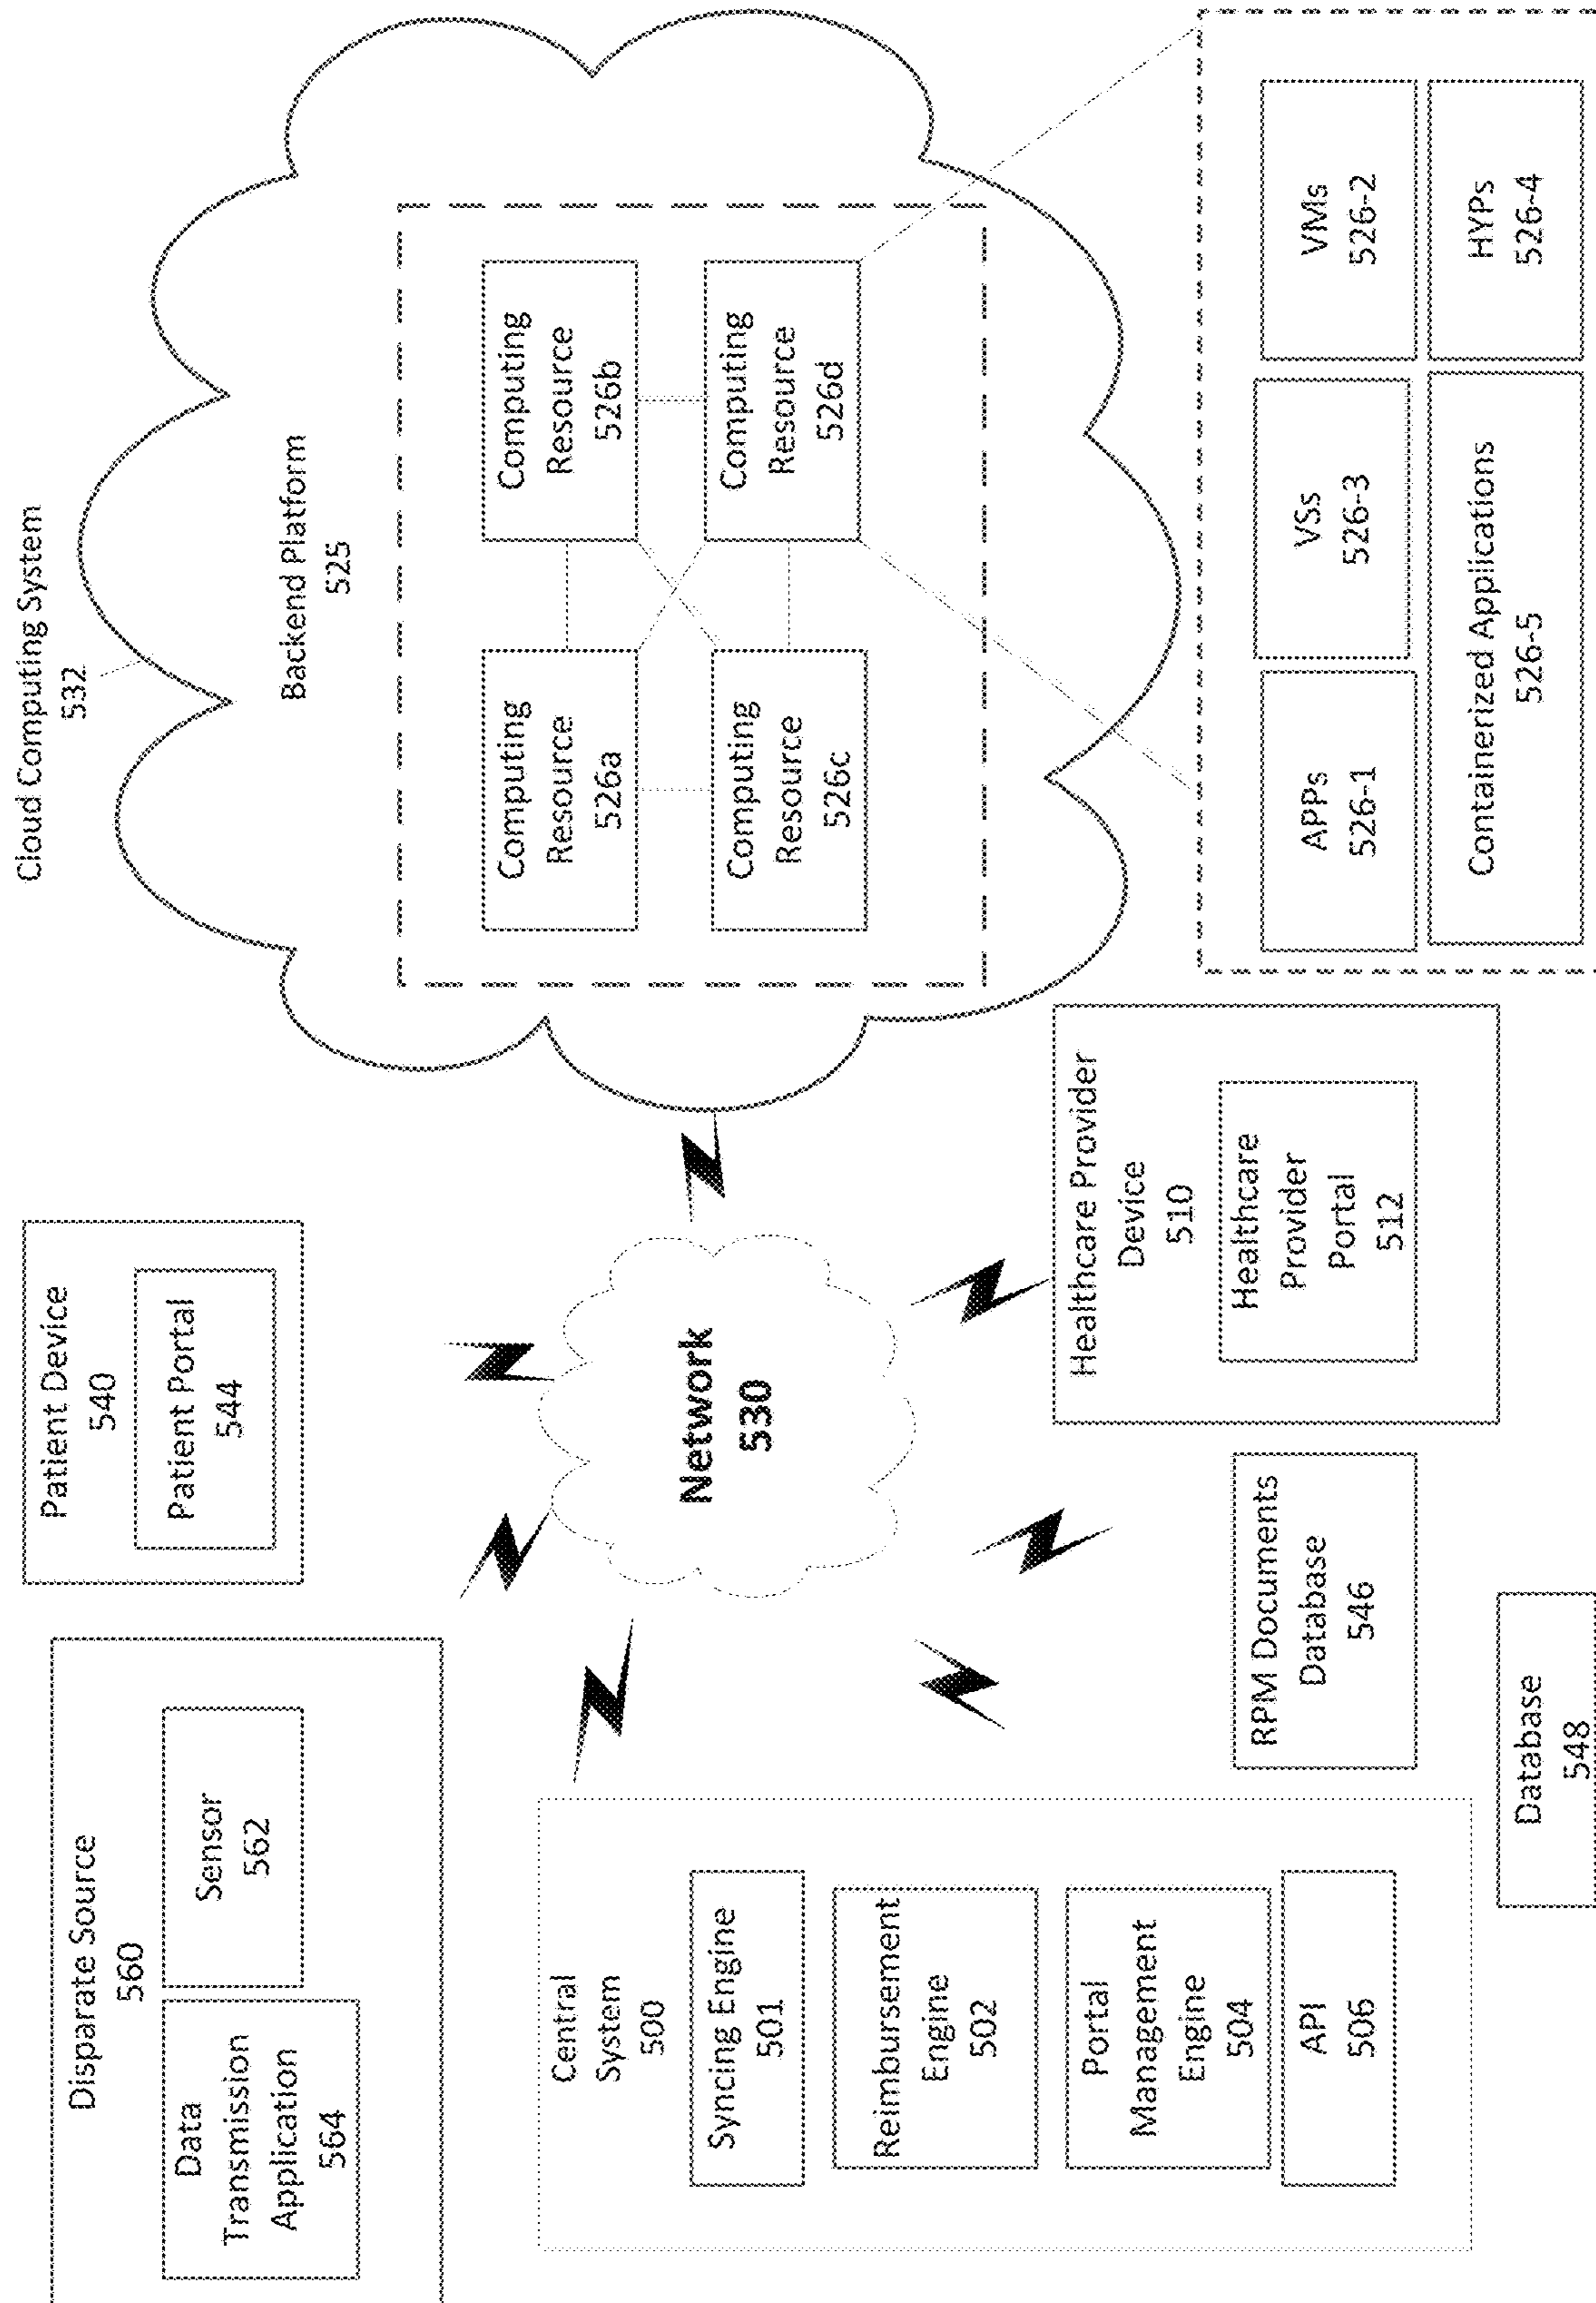 Disparate Source
560
Data
Transmission
Application
564
Sensor
562
Patient Device
540
Patient Portal
544
Cloud Computing System
532
Backend Platform
525
Computing
Resource
526a
Computing
Resource
526b
Computing
Resource
526c
Computing
Resource
526d
Network
530
Central
System
500
Syncing Engine
501
Reimbursement
Engine
502
Portal
Management
Engine
504
API
506
RPM Documents
Database
546
Database
548
Healthcare Provider
Device
510
Healthcare
Provider
Portal
512
APPs
526-1
VSs
526-3
VMs
526-2
Containerized Applications
526-5
HYPs
526-4